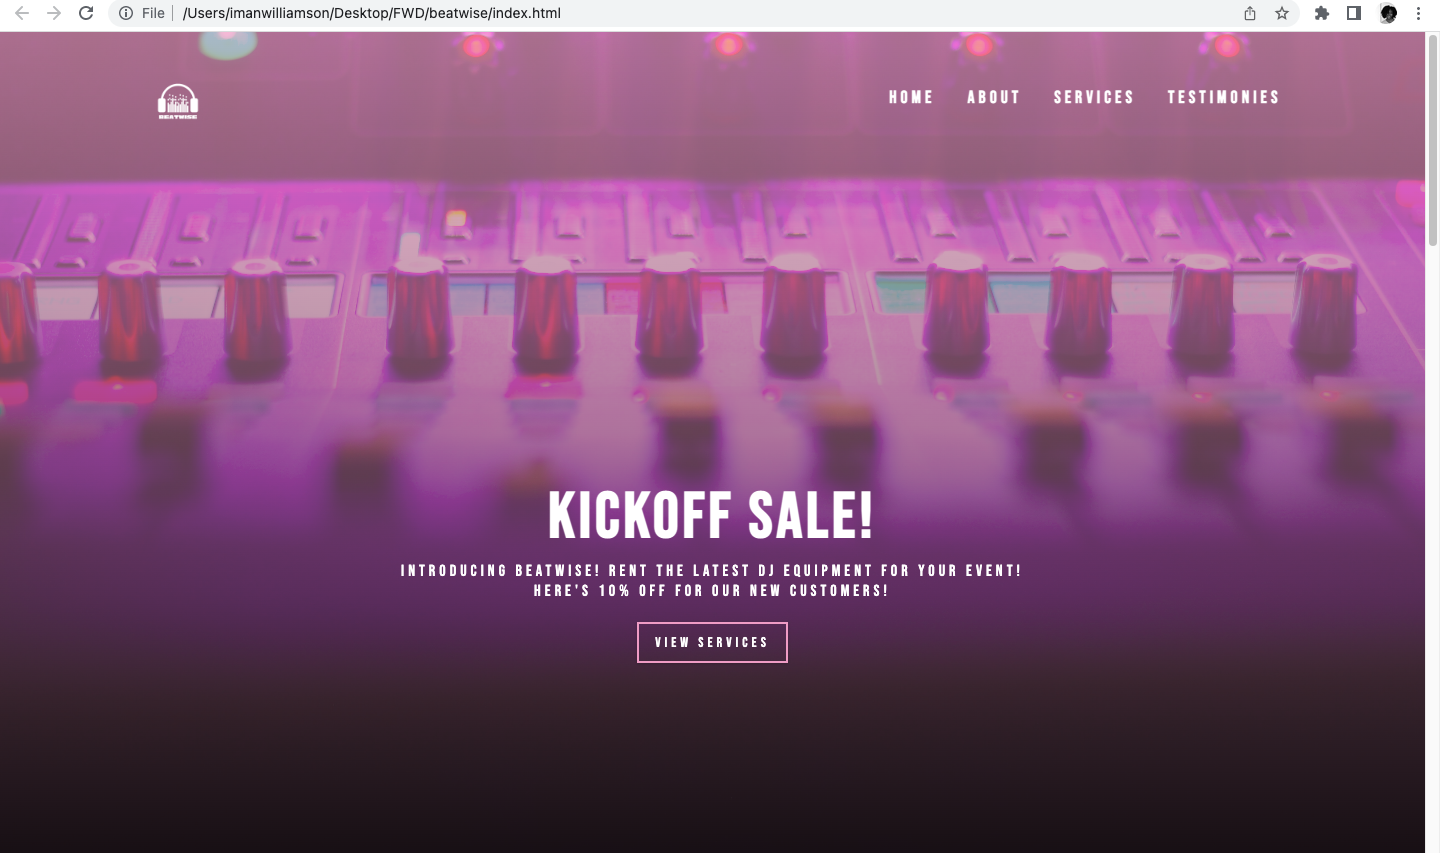 File
/Users/imanwilliamson/Desktop/FWD/beatwise/index.html
BEATWISE
HOME ABOUT SERVICES TESTIMONIES
KICKOFF SALE!
INTRODUCING BEATWISE! RENT THE LATEST DJ EQUIPMENT FOR YOUR EVENT!
HERE'S 10% OFF FOR OUR NEW CUSTOMERS!
VIEW SERVICES